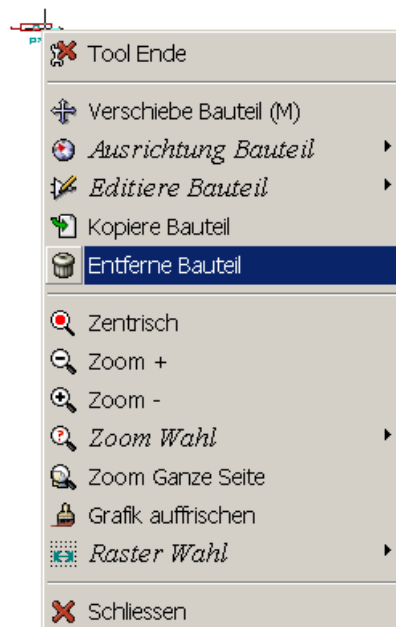 Tool Ende
Verschiebe Bauteil (M)
Ausrichtung Bauteil
Editiere Bauteil
Kopiere Bauteil
Entferne Bauteil
Zentrisch
Zoom +
Zoom -
Zoom Wahl
Zoom Ganze Seite
Grafik auffrischen
Raster Wahl
Schliessen